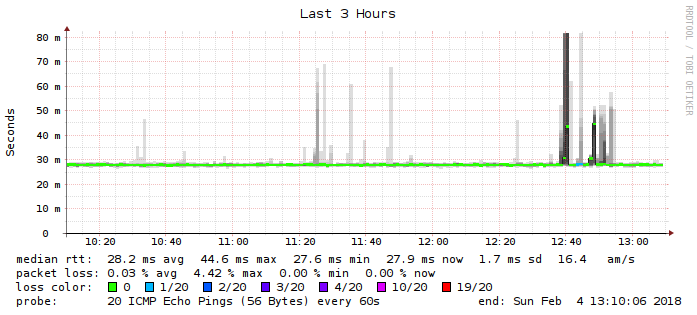 Last 3 Hours
RRDTOOL / TOBI OETIKER
Seconds
80 m
70 m
60 m
50 m
40 m
30 m
20 m
10 m
0
10:20 10:40 11:00 11:20 11:40 12:00 12:20 12:40 13:00
median rtt: 28.2 ms avg 44.6 ms max 27.6 ms min 27.9 ms now 1.7 ms sd 16.4 am/s
packet loss: 0.03 % avg 4.42 % max 0.00 % min 0.00 % now
loss color: 0 1/20 2/20 3/20 4/20 10/20 19/20
probe: 20 ICMP Echo Pings (56 Bytes) every 60s end: Sun Feb 4 13:10:06 2018